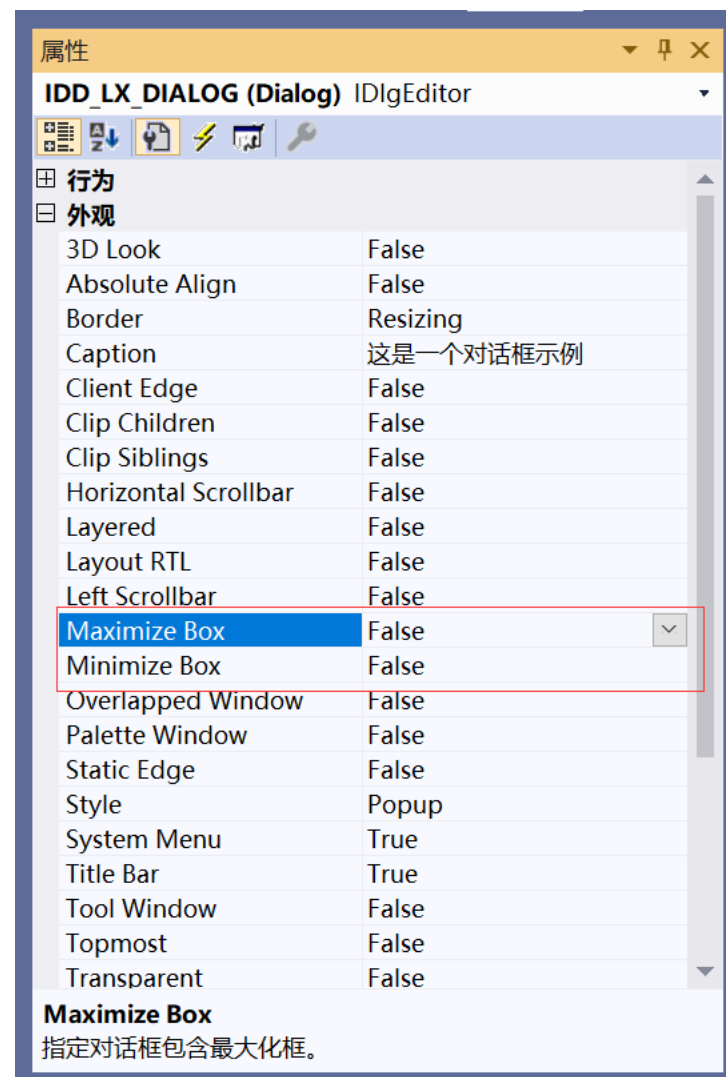 属性
IDD_LX_DIALOG (Dialog) IDlgEditor
行为
外观
3D Look False
Absolute Align False
Border Resizing
Caption 这是一个对话框示例
Client Edge False
Clip Children False
Clip Siblings False
Horizontal Scrollbar False
Layered False
Layout RTL False
Left Scrollbar False
Maximize Box False
Minimize Box False
Overlapped Window False
Palette Window False
Static Edge False
Style Popup
System Menu True
Title Bar True
Tool Window False
Topmost False
Transparent False
Maximize Box
指定对话框包含最大化框。